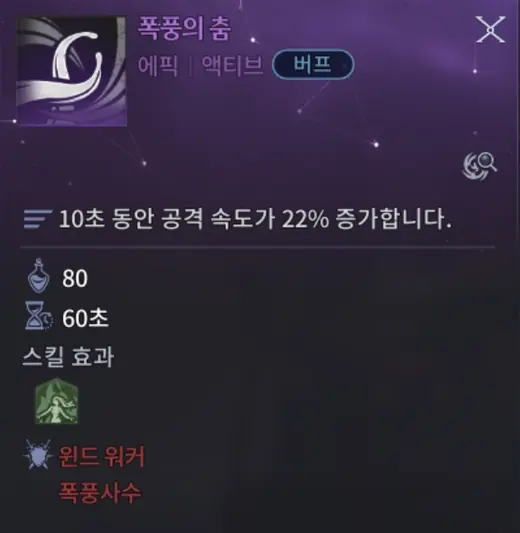 폭풍의 춤
에픽 | 액티브 버프
10초 동안 공격 속도가 22% 증가합니다.
80
60초
스킬 효과
윈드 워커
폭풍사수